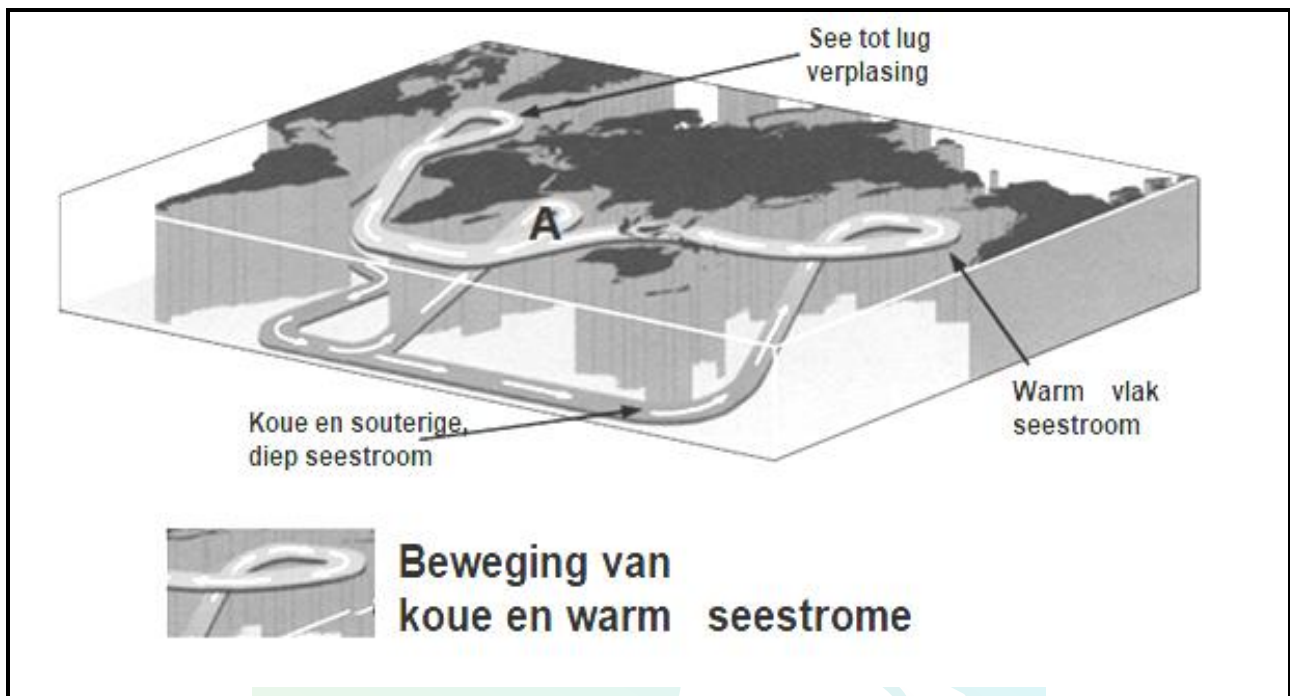 See tot lug
verplasing
A
Warm vlak
seestroom
Koue en souterige,
diep seestroom
Beweging van
koue en warm seestrome